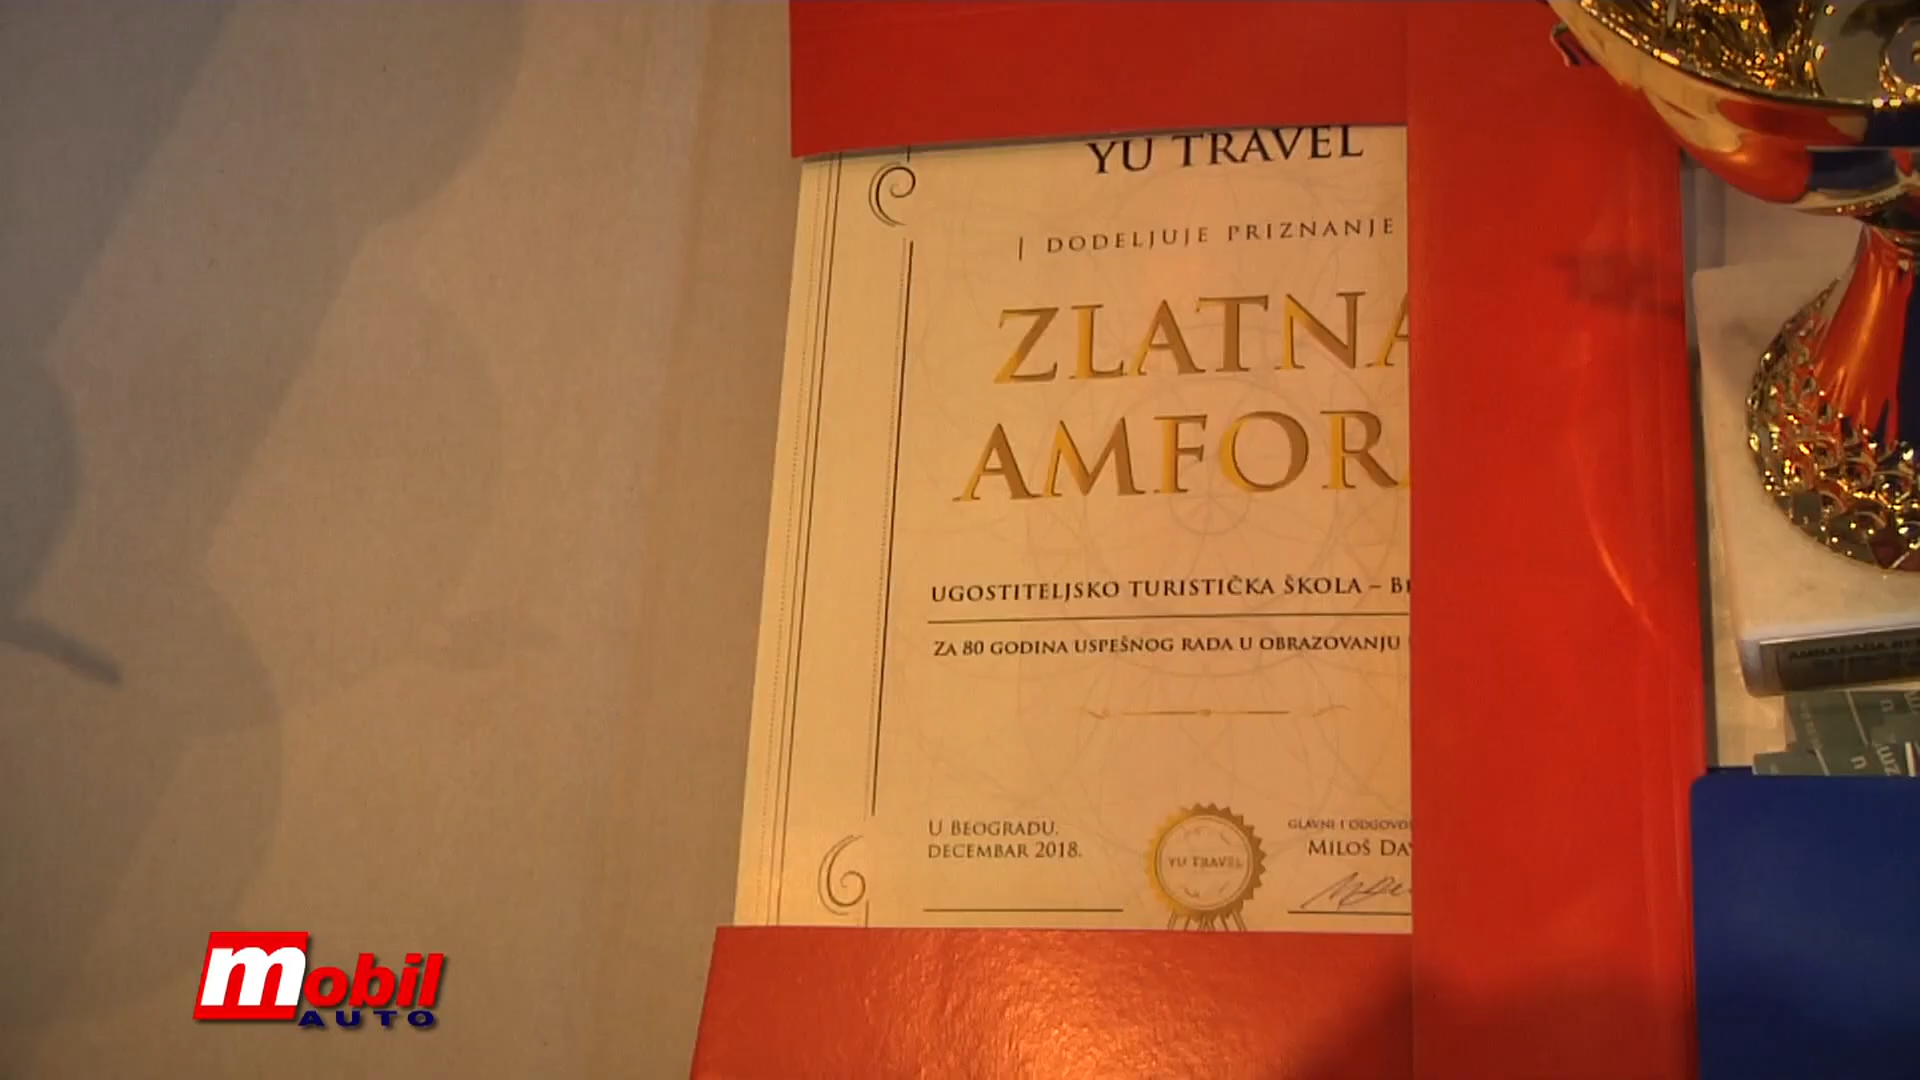 YU TRAVEL
DODELJUJE PRIZNANJE
ZLATNA
AMFOR
UGOSTITELJSKO TURISTIČKA ŠKOLA –
ZA 80 GODINA USPEŠNOG RADA U OBRAZOVANJU
U BEOGRADU,
DECEMBAR 2018.
YU TRAVEL
GLAVNI I ODGOVO
MILOŠ DA
mobil
AUTO